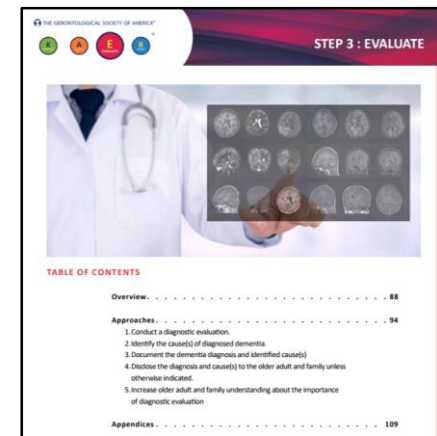 THE GERONTOLOGICAL SOCIETY OF AMERICA®
K A E R
EVALUATE
STEP 3 : EVALUATE
TABLE OF CONTENTS
Overview. . . . . . . . . . . . . . . . . . . . . . . . . 88
Approaches. . . . . . . . . . . . . . . . . . . . . . . . 94
1. Conduct a diagnostic evaluation.
2. Identify the cause(s) of diagnosed dementia.
3. Document the dementia diagnosis and identified cause(s)
4. Disclose the diagnosis and cause(s) to the older adult and family unless
otherwise indicated.
5. Increase older adult and family understanding about the importance
of diagnostic evaluation
Appendices. . . . . . . . . . . . . . . . . . . . . . . . 109